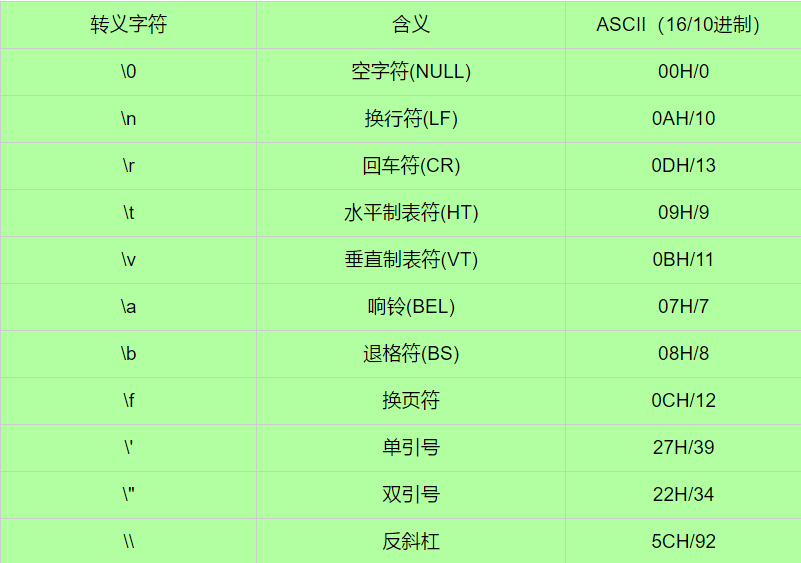 转义字符 含义 ASCII（16/10进制）
\0 空字符(NULL) 00H/0
\n 换行符(LF) 0AH/10
\r 回车符(CR) 0DH/13
\t 水平制表符(HT) 09H/9
\v 垂直制表符(VT) 0BH/11
\a 响铃(BEL) 07H/7
\b 退格符(BS) 08H/8
\f 换页符 0CH/12
\' 单引号 27H/39
\" 双引号 22H/34
\\ 反斜杠 5CH/92